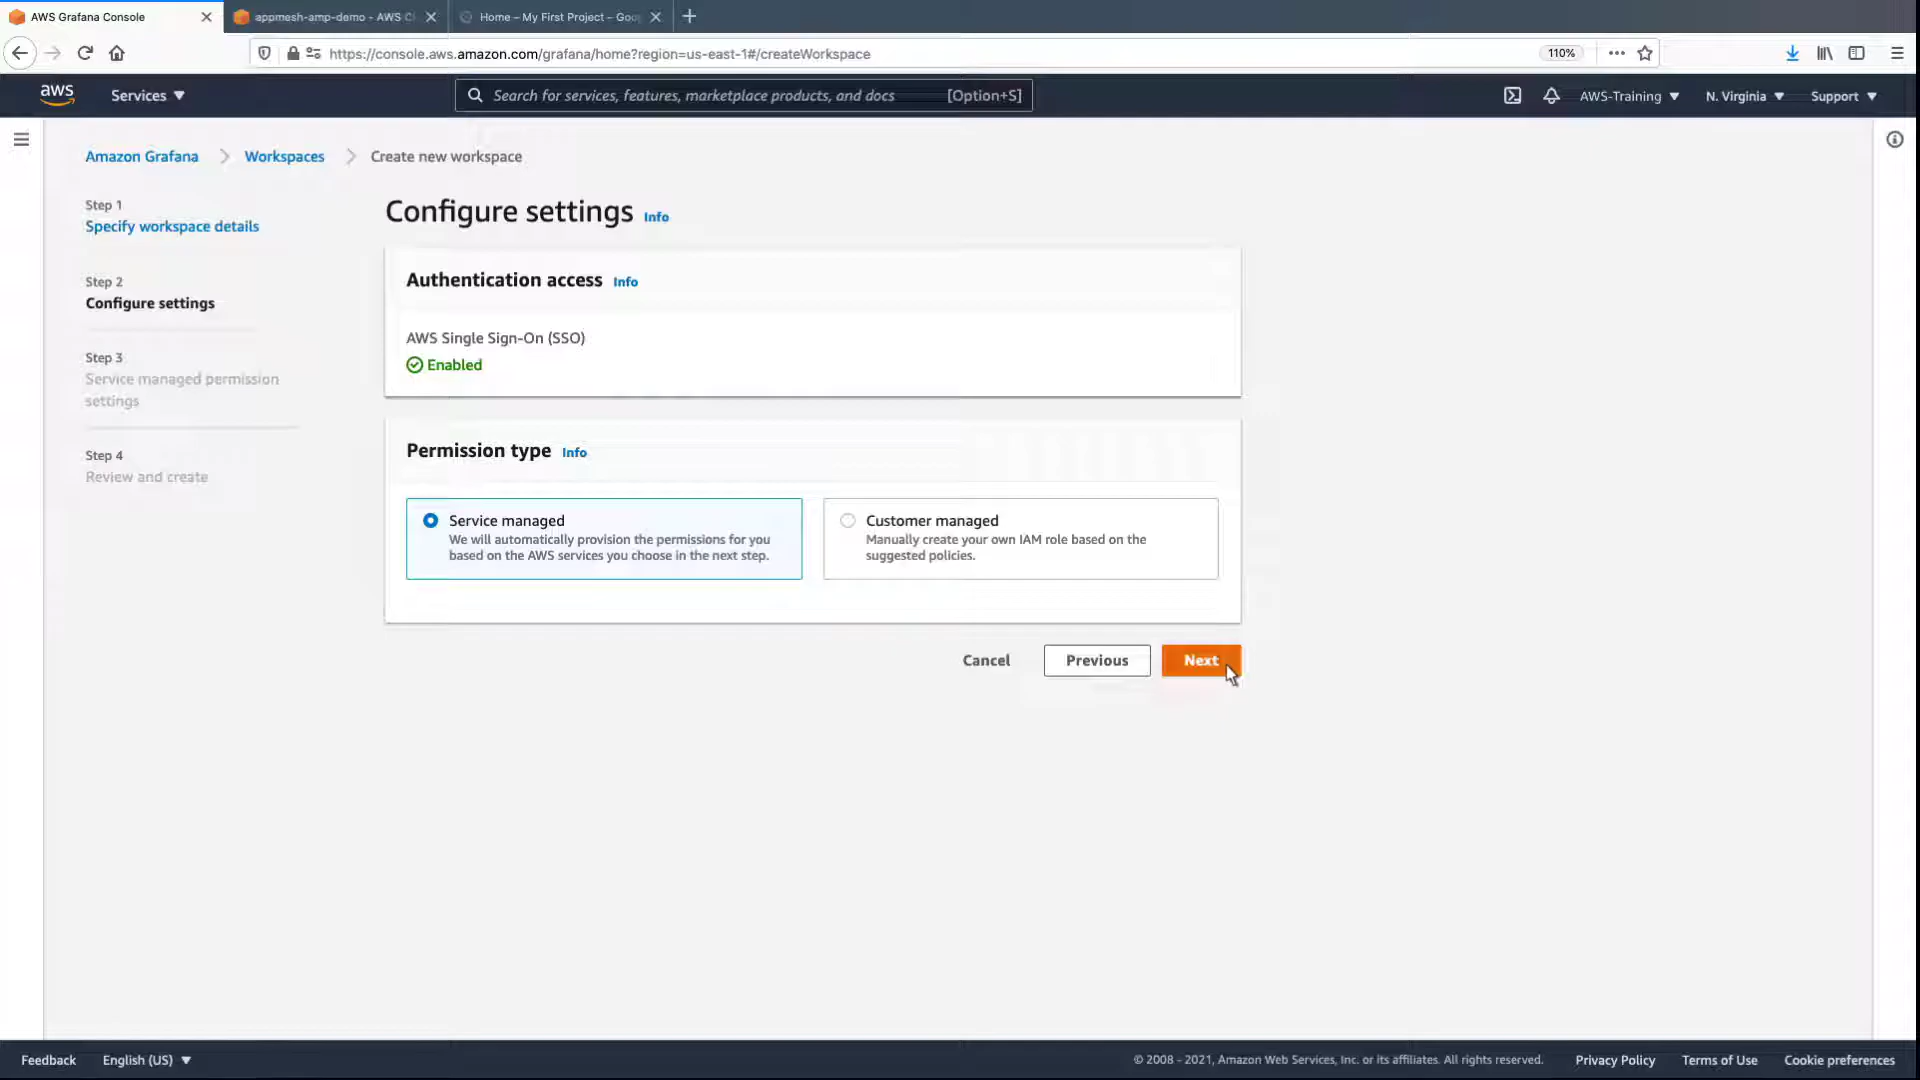 AWS Grafana Console
appmesh-amp-demo - AWS C
Home – My First Project – Goo
https://console.aws.amazon.com/grafana/home?region=us-east-1#/createWorkspace
110%
aws
Services
Search for services, features, marketplace products, and docs
[Option+S]
AWS-Training
N. Virginia
Support
Amazon Grafana
Workspaces
Create new workspace
Step 1
Specify workspace details
Step 2
Configure settings
Step 3
Service managed permission
settings
Step 4
Review and create
Configure settings Info
Authentication access Info
AWS Single Sign-On (SSO)
Enabled
Permission type Info
Service managed
We will automatically provision the permissions for you
based on the AWS services you choose in the next step.
Customer managed
Manually create your own IAM role based on the
suggested policies.
Cancel
Previous
Next
Feedback
English (US)
© 2008 - 2021, Amazon Web Services, Inc. or its affiliates. All rights reserved.
Privacy Policy
Terms of Use
Cookie preferences